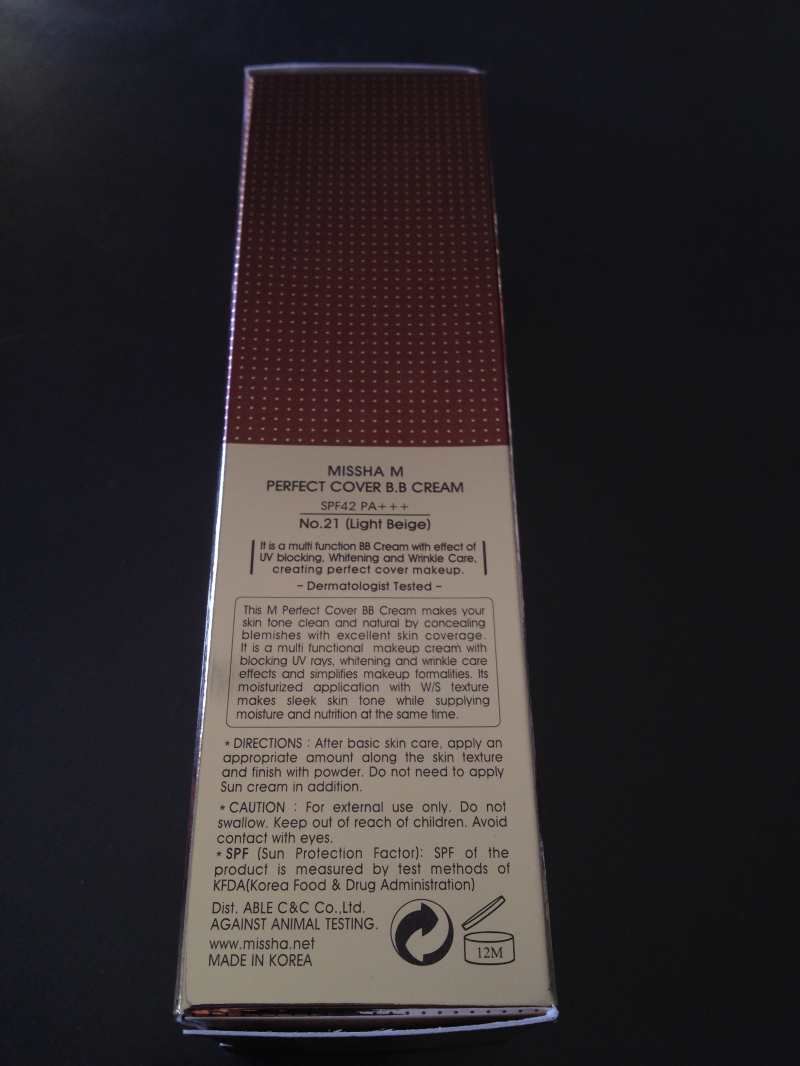 MISSHA M
PERFECT COVER B.B CREAM
SPF42 PA+++
No.21 (Light Beige)
It is a multi function BB Cream with effect of
UV blocking, Whitening and Wrinkle Care,
creating perfect cover makeup.
– Dermatologist Tested –
This M Perfect Cover BB Cream makes your
skin tone clean and natural by concealing
blemishes with excellent skin coverage.
It is a multi functional makeup cream with
blocking UV rays, whitening and wrinkle care
effects and simplifies makeup formalities. Its
moisturized application with W/S texture
makes sleek skin tone while supplying
moisture and nutrition at the same time.
* DIRECTIONS : After basic skin care, apply an
appropriate amount along the skin texture
and finish with powder. Do not need to apply
Sun cream in addition.
* CAUTION : For external use only. Do not
swallow. Keep out of reach of children. Avoid
contact with eyes.
* SPF (Sun Protection Factor): SPF of the
product is measured by test methods of
KFDA(Korea Food & Drug Administration)
Dist. ABLE C&C Co.,Ltd.
AGAINST ANIMAL TESTING.
www.missha.net
MADE IN KOREA
12M